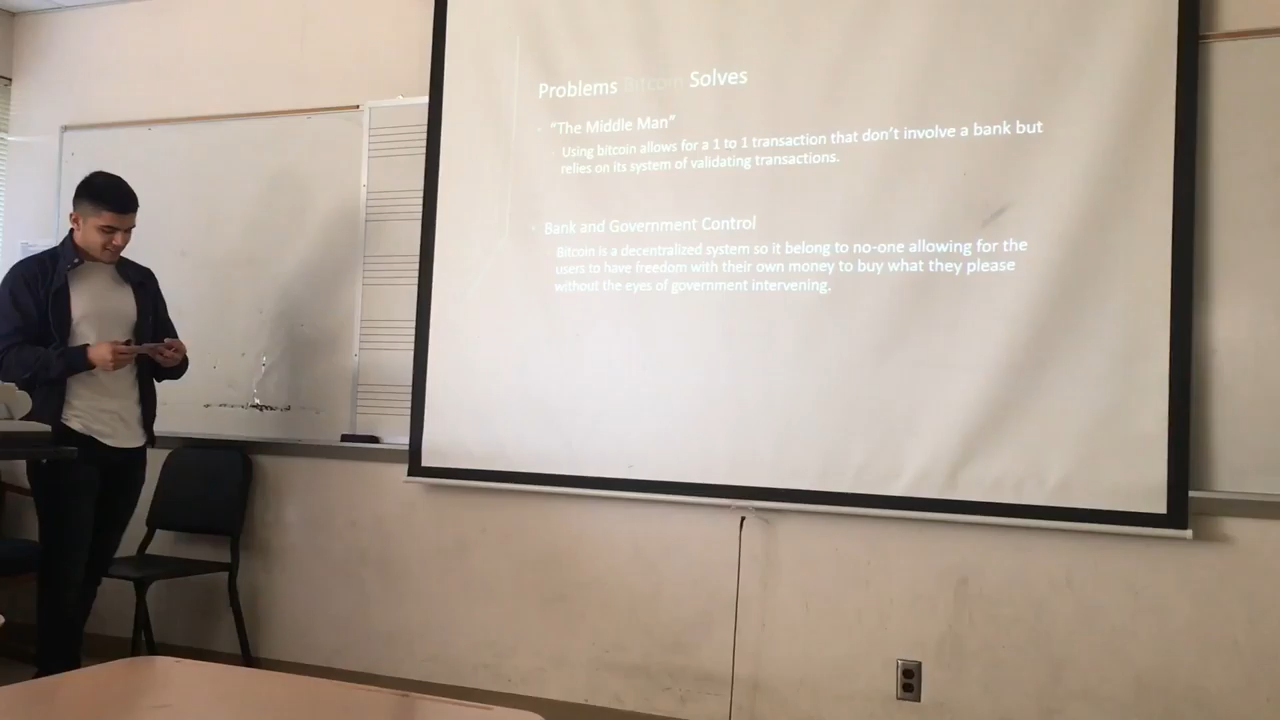 Problems Bitcoin Solves
"The Middle Man"
Using bitcoin allows for a 1 to 1 transaction that don't involve a bank but
relies on its system of validating transactions.
Bank and Government Control
Bitcoin is a decentralized system so it belong to no-one allowing for the
users to have freedom with their own money to buy what they please
without the eyes of government intervening.